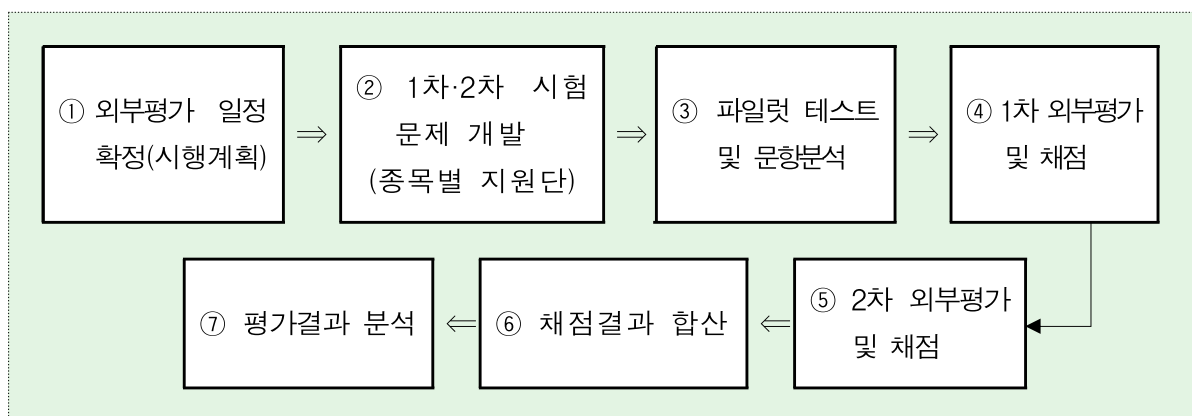 ① 외부평가 일정
확정(시행계획)
⇒
② 1차·2차 시험
문제 개발
(종목별 지원단)
⇒
③ 파일럿 테스트
및 문항분석
⇒
④ 1차 외부평가
및 채점
⑤ 2차 외부평가
및 채점
⇐
⑥ 채점결과 합산
⇐
⑦ 평가결과 분석